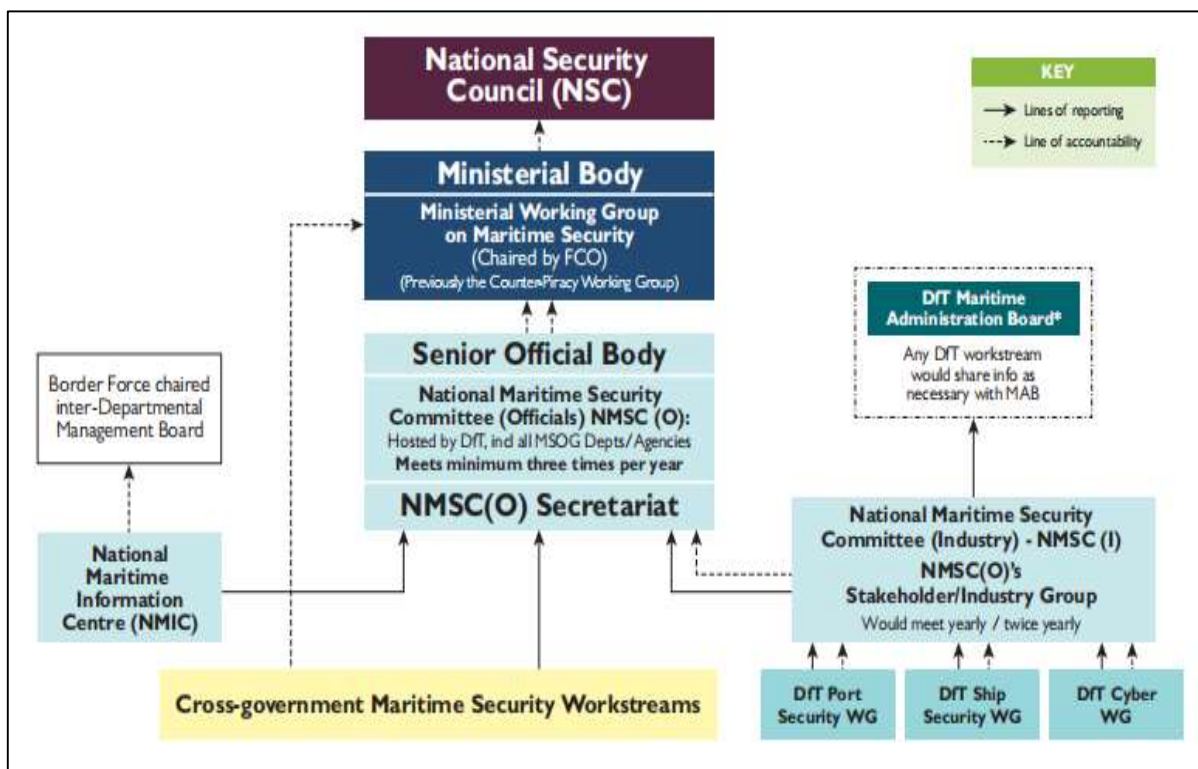 National Security
Council (NSC)
KEY
Lines of reporting
Line of accountability
Ministerial Body
Ministerial Working Group
on Maritime Security
(Chaired by FCO)
(Previously the Counter-Piracy Working Group)
DfT Maritime
Administration Board*
Any DfT workstream
would share info as
necessary with MAB
Senior Official Body
National Maritime Security
Committee (Officials) NMSC (O):
Hosted by DfT, incl all MSOG Depts/Agencies
Meets minimum three times per year
NMSC(O) Secretariat
Border Force chaired
inter-Departmental
Management Board
National
Maritime
Information
Centre (NMIC)
National Maritime Security
Committee (Industry) - NMSC (I)
NMSC(O)'s
Stakeholder/Industry Group
Would meet yearly / twice yearly
Cross-government Maritime Security Workstreams
DfT Port
Security WG
DfT Ship
Security WG
DfT Cyber
WG